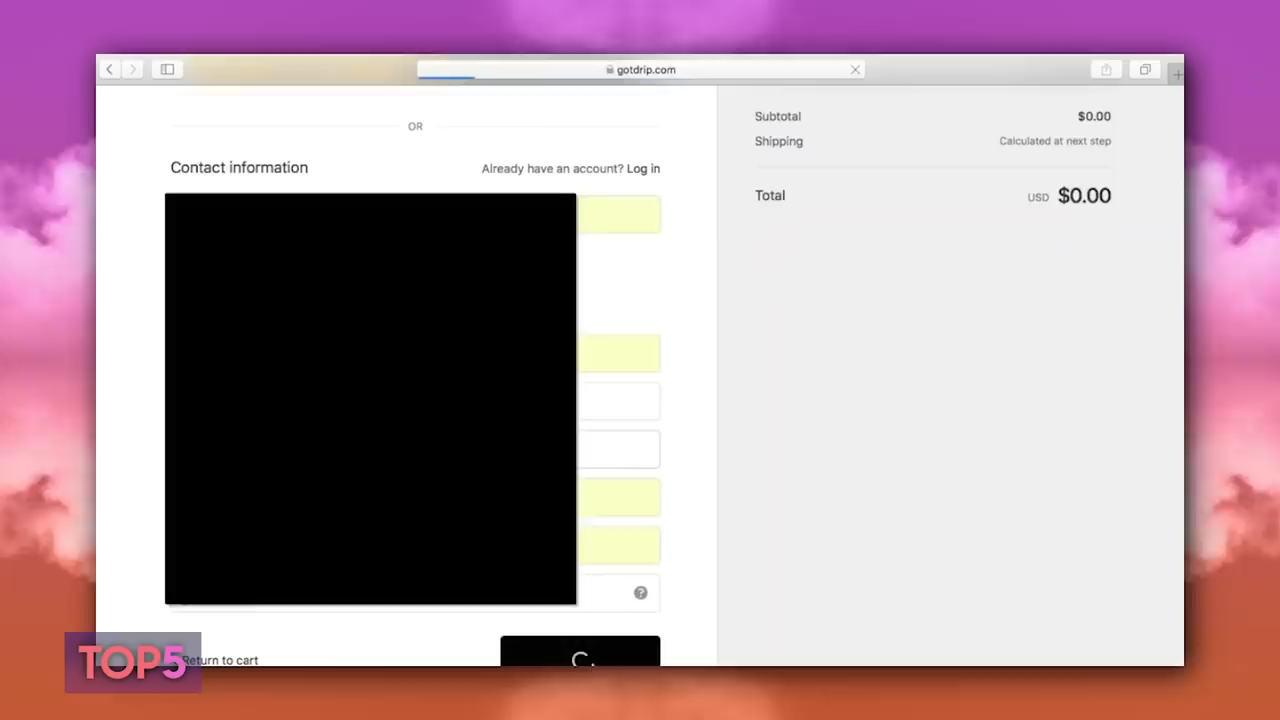 gotdrip.com
OR
Contact information
Already have an account? Log in
Subtotal $0.00
Shipping Calculated at next step
Total USD $0.00
Return to cart
TOP5